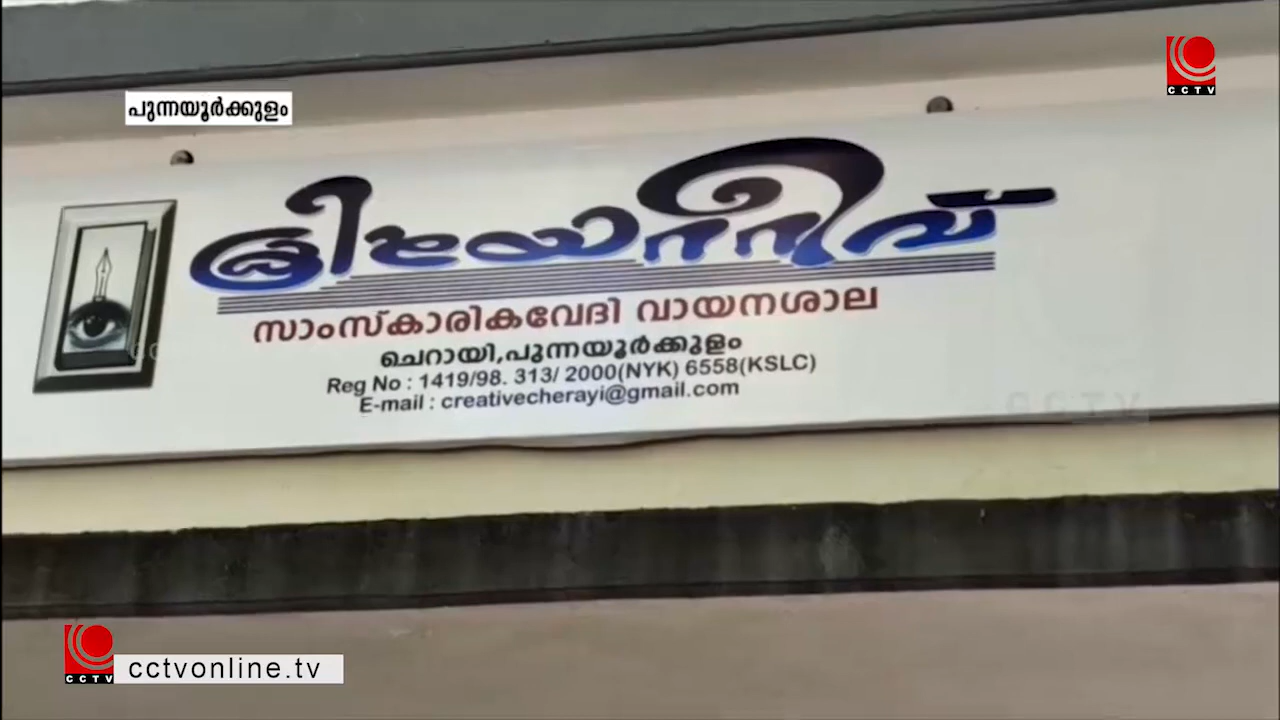 CCTV
പുന്നയൂർക്കുളം
ക്രിയേറ്റീവ്
സാംസ്കാരികവേദി വായനശാല
ചെറായി,പുന്നയൂർക്കുളം
Reg No : 1419/98. 313/ 2000(NYK) 6558(KSLC)
E-mail : creativecherayi@gmail.com
CCTV
CCTV
cctvonline.tv